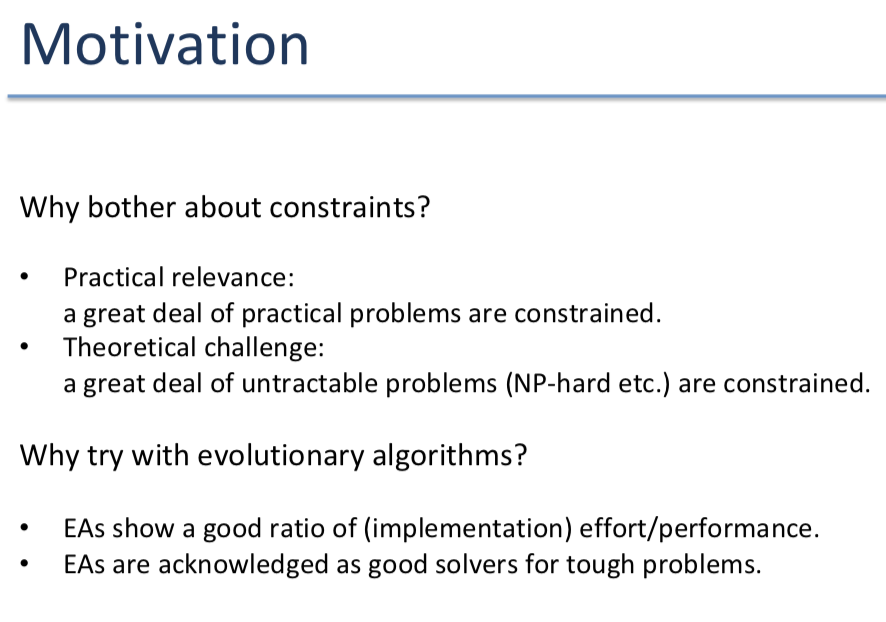 Motivation
Why bother about constraints?
• Practical relevance:
a great deal of practical problems are constrained.
• Theoretical challenge:
a great deal of untractable problems (NP-hard etc.) are constrained.
Why try with evolutionary algorithms?
• EAs show a good ratio of (implementation) effort/performance.
• EAs are acknowledged as good solvers for tough problems.